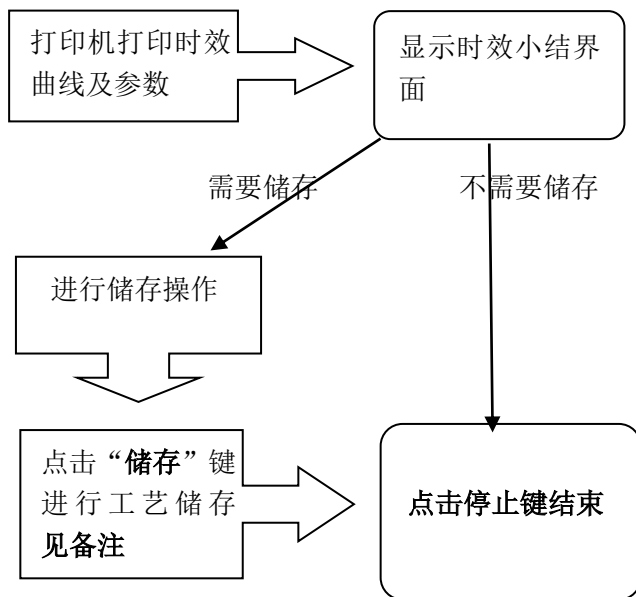 打印机打印时效
曲线及参数
显示时效小结界
面
需要储存
不需要储存
进行储存操作
点击“储存”键
进行工艺储存
见备注
点击停止键结束